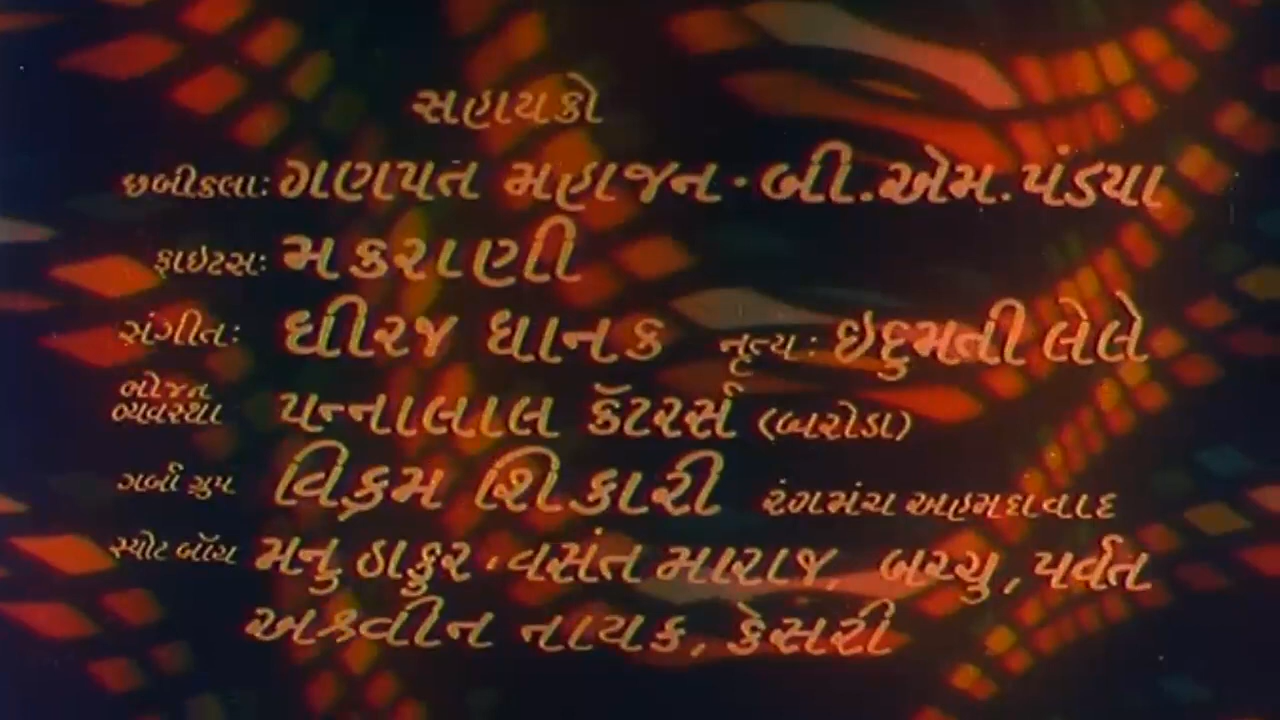 સહાયકો
છબીકલા: ગણપત મહાજન · બી. એમ. પંડયા
ફાઇટસ: મકરાણી
સંગીત: ધીરજ ધાનક નૃત્ય: ઇંદુમતી લેલે
ભોજન વ્યવસ્થા પન્નાલાલ કૅટરર્સ (બરોડા)
ગર્બા ગ્રુપ વિક્રમ શિકારી રંગમંચ અહમદાવાદ
સ્પોટ બૉય મનુ ઠાકુર · વસંત મારાજ, બચ્ચુ, પર્વત
અશ્વીન નાયક, કેસરી